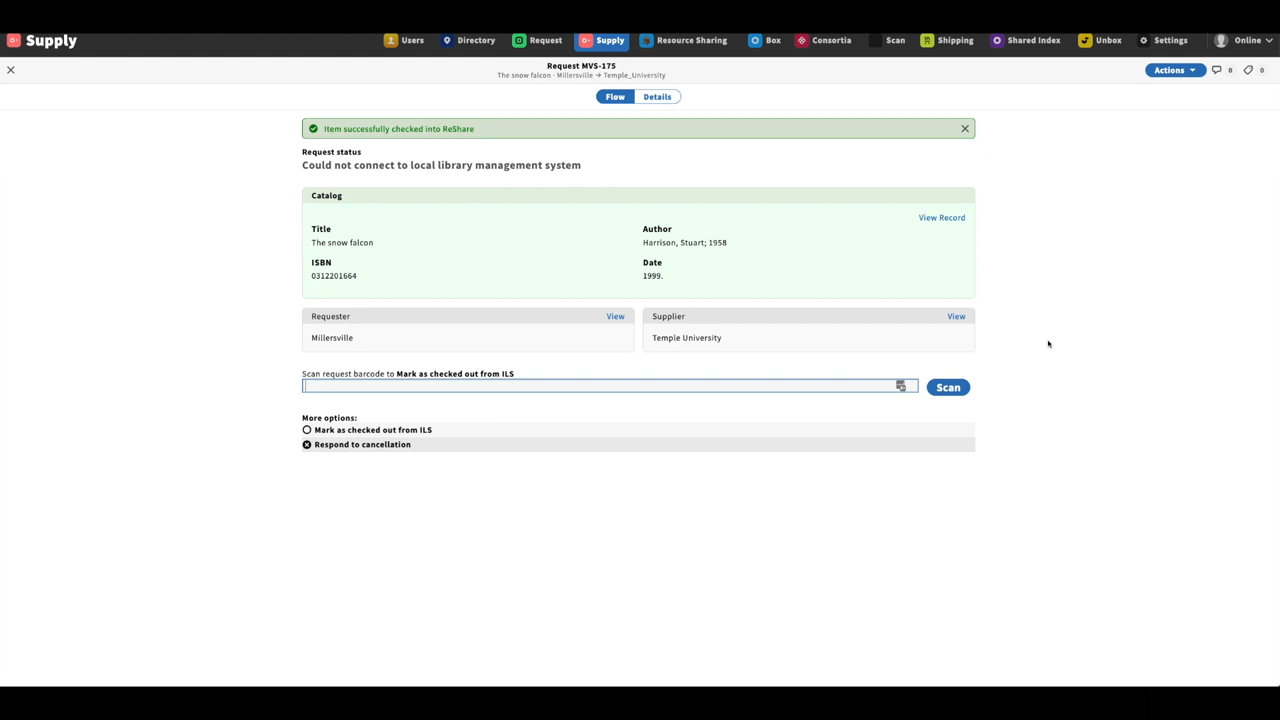 Supply
Users Directory Request Supply Resource Sharing Box Consortia Scan Shipping Shared Index Unbox Settings Online
Request MVS-175
The snow falcon · Millersville → Temple_University
Actions 0 0
Flow Details
Item successfully checked into ReShare
Request status
Could not connect to local library management system
Catalog
View Record
Title Author
The snow falcon Harrison, Stuart; 1958
ISBN Date
0312201664 1999.
Requester View Supplier View
Millersville Temple University
Scan request barcode to Mark as checked out from ILS
Scan
More options:
Mark as checked out from ILS
Respond to cancellation